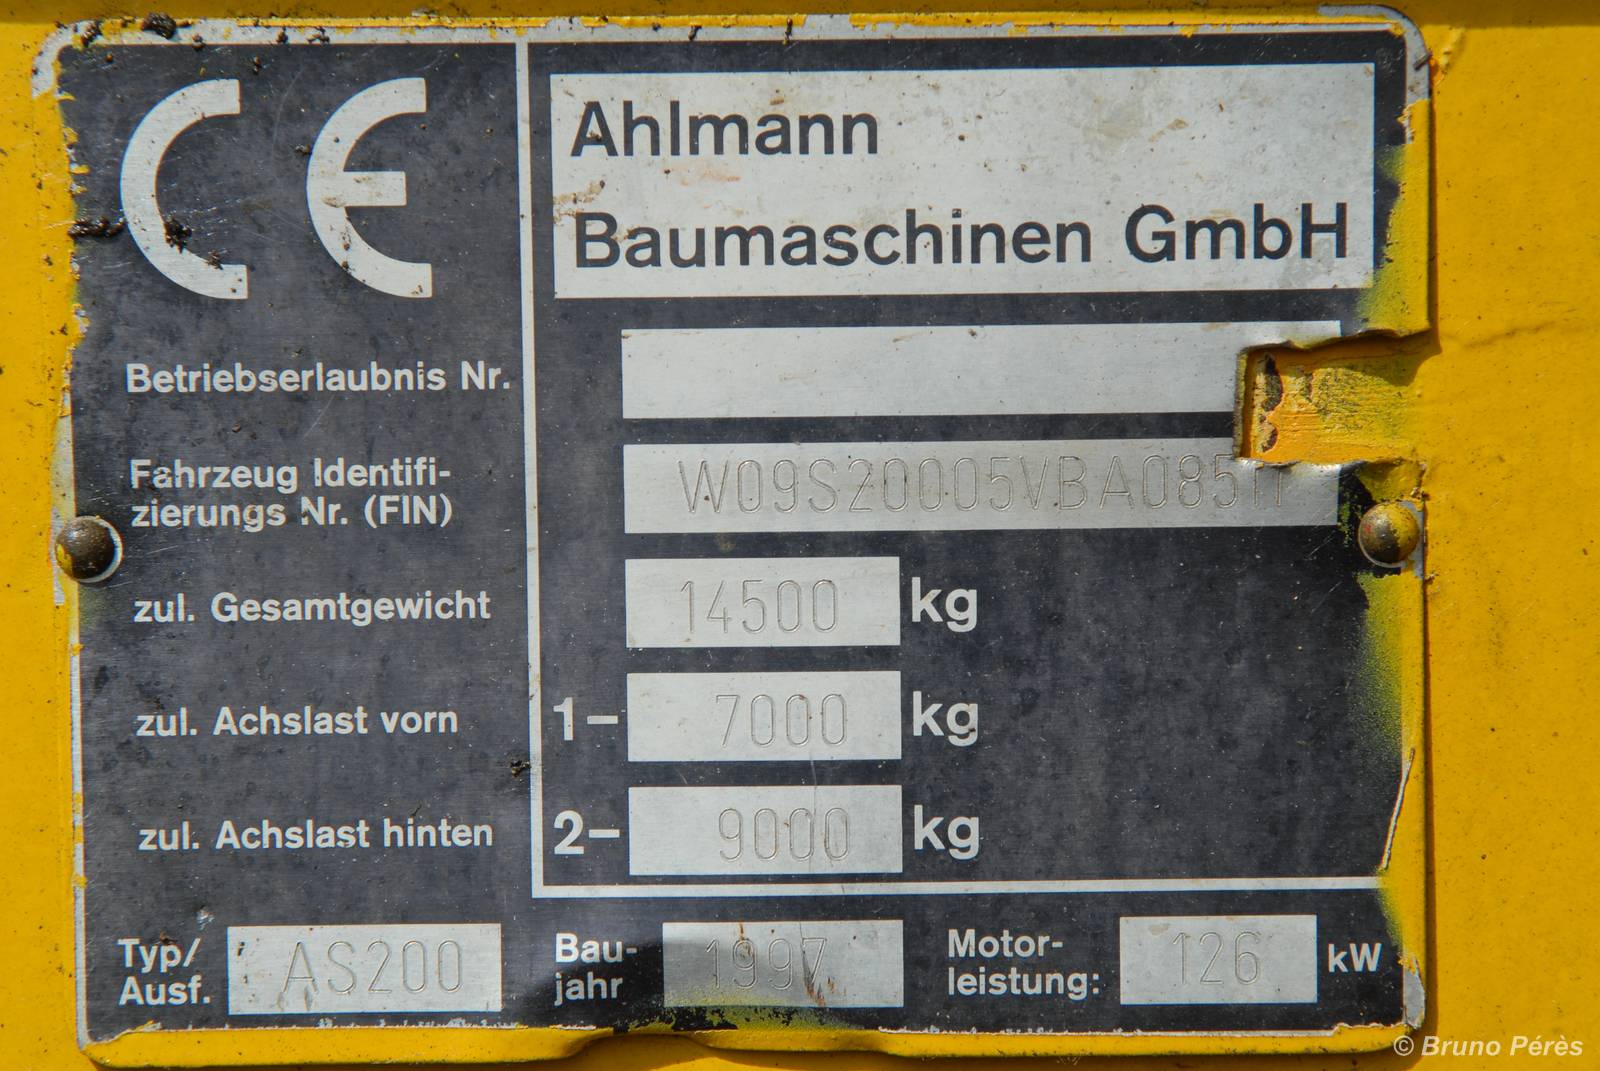 CE
Ahlmann
Baumaschinen GmbH
Betriebserlaubnis Nr.
Fahrzeug Identifi-
zierungs Nr. (FIN)
W09S20005VBA08511
zul. Gesamtgewicht 14500 kg
zul. Achslast vorn 1– 7000 kg
zul. Achslast hinten 2– 9000 kg
Typ/
Ausf. AS200
Bau-
jahr 1997
Motor-
leistung: 126 kW
© Bruno Pérès